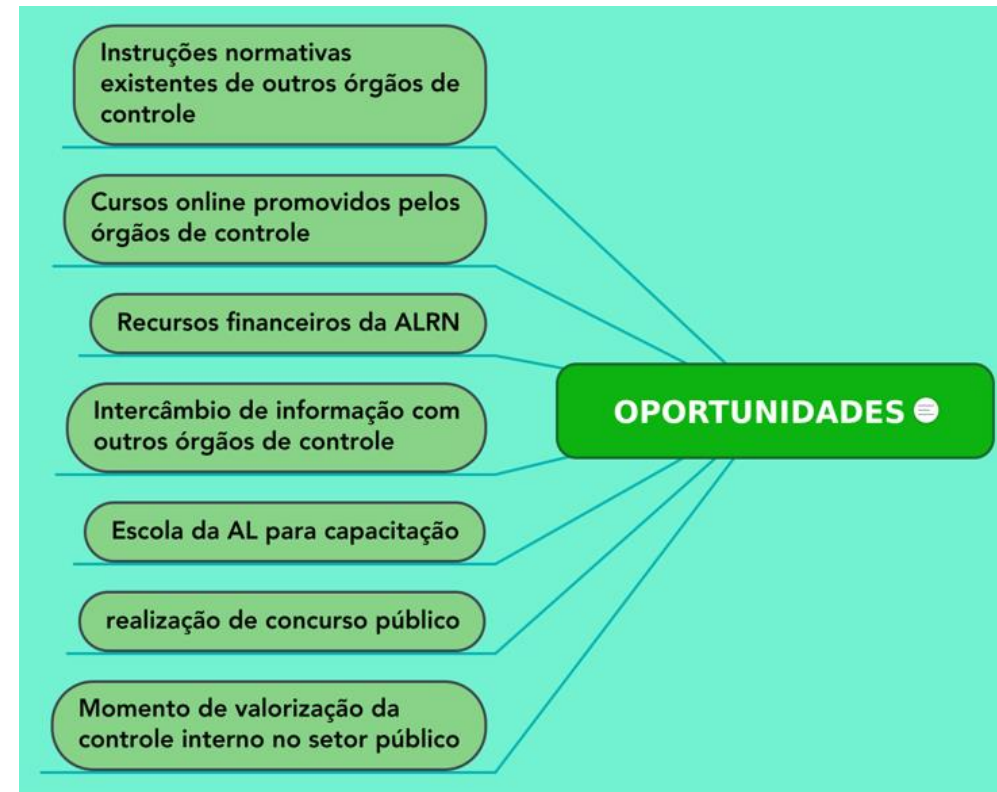 Instruções normativas
existentes de outros órgãos de
controle
Cursos online promovidos pelos
órgãos de controle
Recursos financeiros da ALRN
Intercâmbio de informação com
outros órgãos de controle
Escola da AL para capacitação
realização de concurso público
Momento de valorização da
controle interno no setor público
OPORTUNIDADES